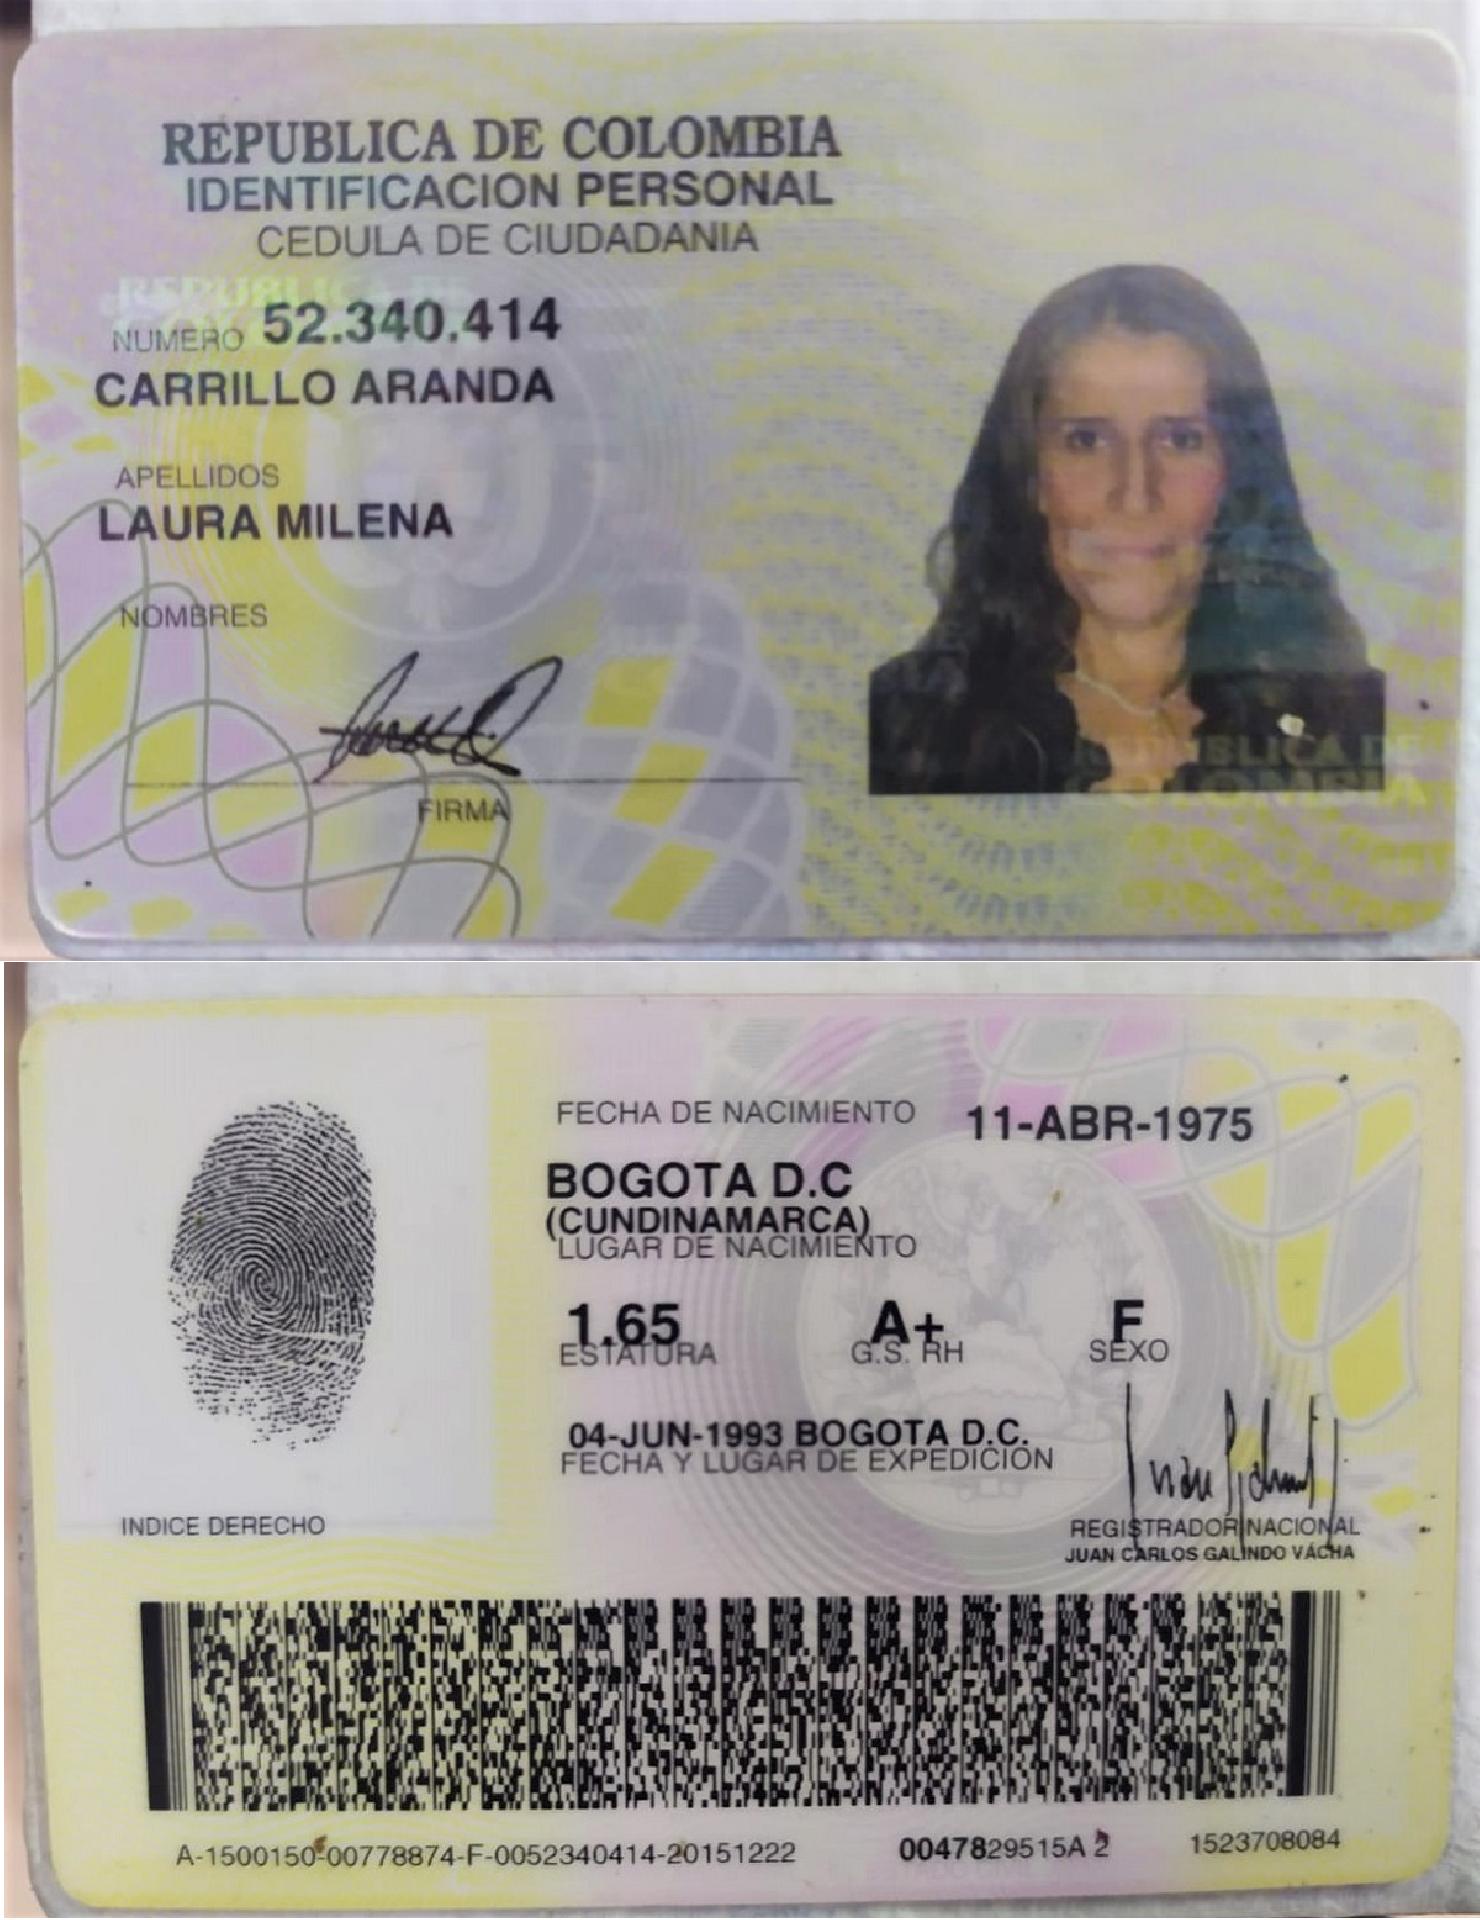 REPUBLICA DE COLOMBIA
IDENTIFICACION PERSONAL
CEDULA DE CIUDADANIA
REPUBLICA DE
NUMERO 52.340.414
CARRILLO ARANDA
APELLIDOS
LAURA MILENA
NOMBRES
FIRMA
REPUBLICA DE
COLOMBIA
FECHA DE NACIMIENTO 11-ABR-1975
BOGOTA D.C
(CUNDINAMARCA)
LUGAR DE NACIMIENTO
1.65 A+ F
ESTATURA G.S. RH SEXO
04-JUN-1993 BOGOTA D.C.
FECHA Y LUGAR DE EXPEDICION
INDICE DERECHO
REGISTRADOR NACIONAL
JUAN CARLOS GALINDO VÁCHA
A-1500150-00778874-F-0052340414-20151222 0047829515A 2 1523708084